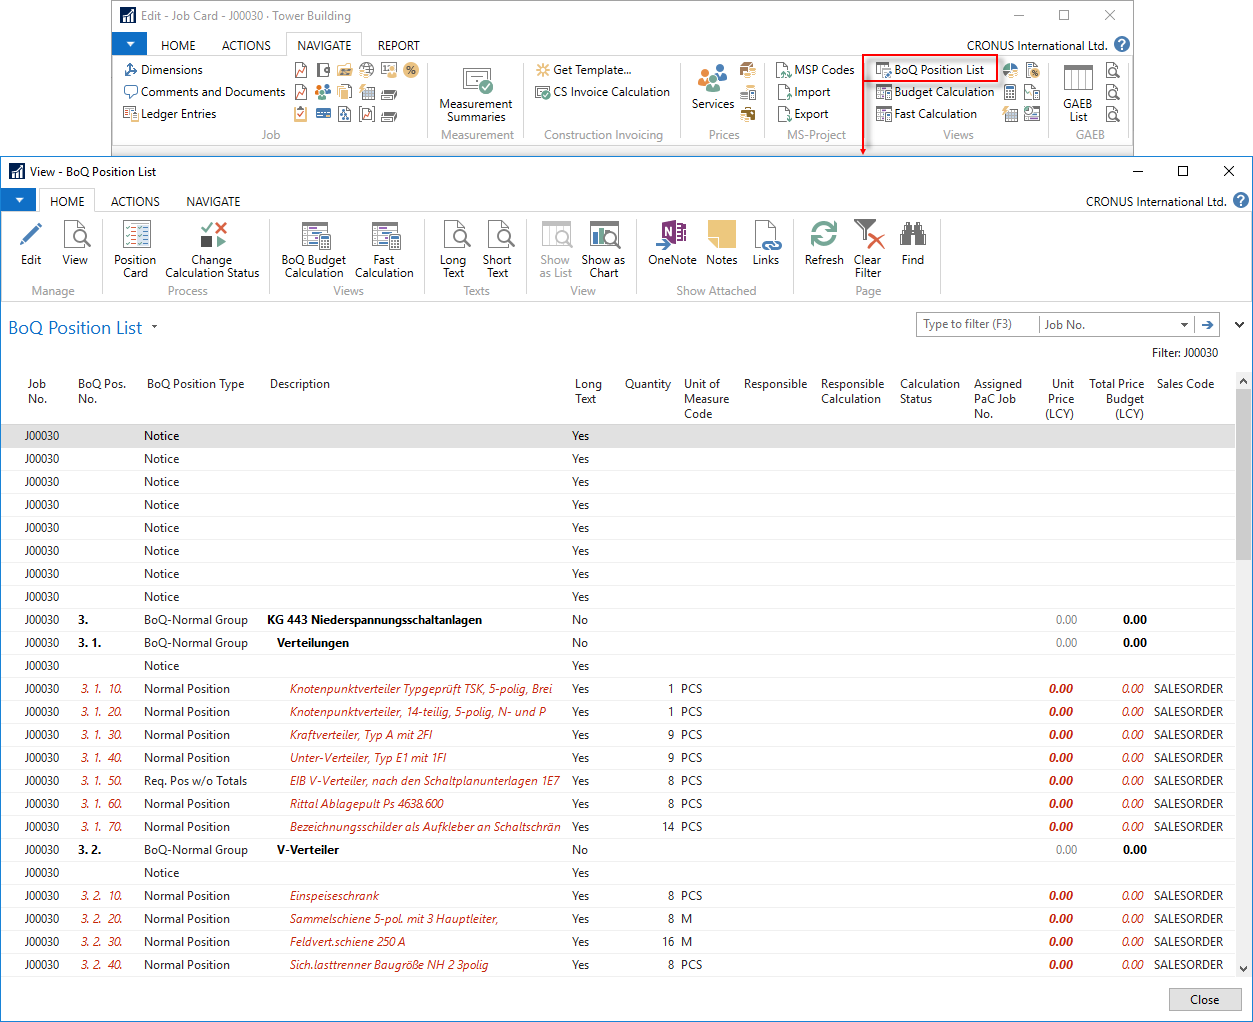 Edit - Job Card - J00030 · Tower Building
HOME ACTIONS NAVIGATE REPORT CRONUS International Ltd. ?
Dimensions
Comments and Documents
Ledger Entries
Job
Measurement Summaries
Measurement
Get Template...
CS Invoice Calculation
Construction Invoicing
Services
Prices
MSP Codes
Import
Export
MS-Project
BoQ Position List
Budget Calculation
Fast Calculation
Views
GAEB List
GAEB
View - BoQ Position List
HOME ACTIONS NAVIGATE CRONUS International Ltd. ?
Edit View
Manage
Position Card Change Calculation Status
Process
BoQ Budget Calculation Fast Calculation
Views
Long Text Short Text
Texts
Show as List Show as Chart
View
OneNote Notes Links
Show Attached
Refresh Clear Filter Find
Page
BoQ Position List
Type to filter (F3) Job No.
Filter: J00030
Job No. BoQ Pos. No. BoQ Position Type Description Long Text Quantity Unit of Measure Code Responsible Responsible Calculation Calculation Status Assigned PaC Job No. Unit Price (LCY) Total Price Budget (LCY) Sales Code
J00030 Notice Yes
J00030 Notice Yes
J00030 Notice Yes
J00030 Notice Yes
J00030 Notice Yes
J00030 Notice Yes
J00030 Notice Yes
J00030 Notice Yes
J00030 3. BoQ-Normal Group KG 443 Niederspannungsschaltanlagen No 0.00 0.00
J00030 3. 1. BoQ-Normal Group Verteilungen No 0.00 0.00
J00030 Notice Yes
J00030 3. 1. 10. Normal Position Knotenpunktverteiler Typgeprüft TSK, 5-polig, Brei Yes 1 PCS 0.00 0.00 SALESORDER
J00030 3. 1. 20. Normal Position Knotenpunktverteiler, 14-teilig, 5-polig, N- und P Yes 1 PCS 0.00 0.00 SALESORDER
J00030 3. 1. 30. Normal Position Kraftverteiler, Typ A mit 2FI Yes 9 PCS 0.00 0.00 SALESORDER
J00030 3. 1. 40. Normal Position Unter-Verteiler, Typ E1 mit 1FI Yes 9 PCS 0.00 0.00 SALESORDER
J00030 3. 1. 50. Req. Pos w/o Totals EIB V-Verteiler, nach den Schaltplanunterlagen 1E7 Yes 8 PCS 0.00 0.00 SALESORDER
J00030 3. 1. 60. Normal Position Rittal Ablagepult Ps 4638.600 Yes 8 PCS 0.00 0.00 SALESORDER
J00030 3. 1. 70. Normal Position Bezeichnungsschilder als Aufkleber an Schaltschrän Yes 14 PCS 0.00 0.00 SALESORDER
J00030 3. 2. BoQ-Normal Group V-Verteiler No 0.00 0.00
J00030 Notice Yes
J00030 3. 2. 10. Normal Position Einspeiseschrank Yes 8 PCS 0.00 0.00 SALESORDER
J00030 3. 2. 20. Normal Position Sammelschiene 5-pol. mit 3 Hauptleiter, Yes 8 M 0.00 0.00 SALESORDER
J00030 3. 2. 30. Normal Position Feldvert.schiene 250 A Yes 16 M 0.00 0.00 SALESORDER
J00030 3. 2. 40. Normal Position Sich.lasttrenner Baugröße NH 2 3polig Yes 8 PCS 0.00 0.00 SALESORDER
Close